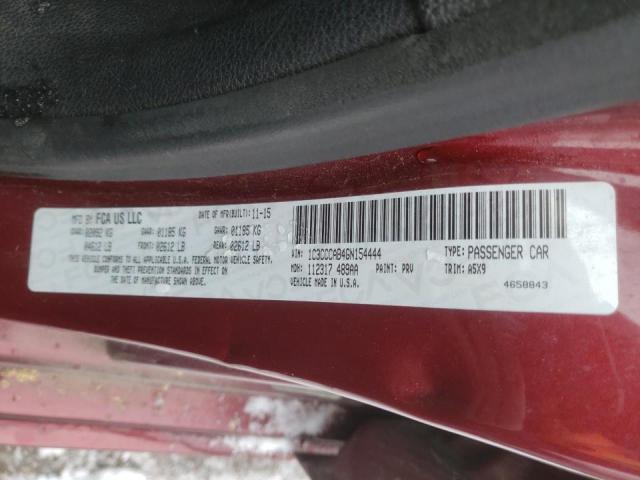 MFD BY FCA US LLC DATE OF MFR(BUILT): 11-15
GVWR: 02092 KG GAWR: 01185 KG GAWR: 01185 KG
04612 LB FRONT: 02612 LB REAR: 02612 LB
THIS VEHICLE CONFORMS TO ALL APPLICABLE U.S.A. FEDERAL MOTOR VEHICLE SAFETY,
BUMPER AND THEFT PREVENTION STANDARDS IN EFFECT
ON THE DATE OF MANUFACTURE SHOWN ABOVE.
VIN: 1C3CCCAB4GN154444 TYPE: PASSENGER CAR
MDH: 112317 489AA PAINT: PRV TRIM: A5X9
VEHICLE MADE IN U.S.A.
4658843